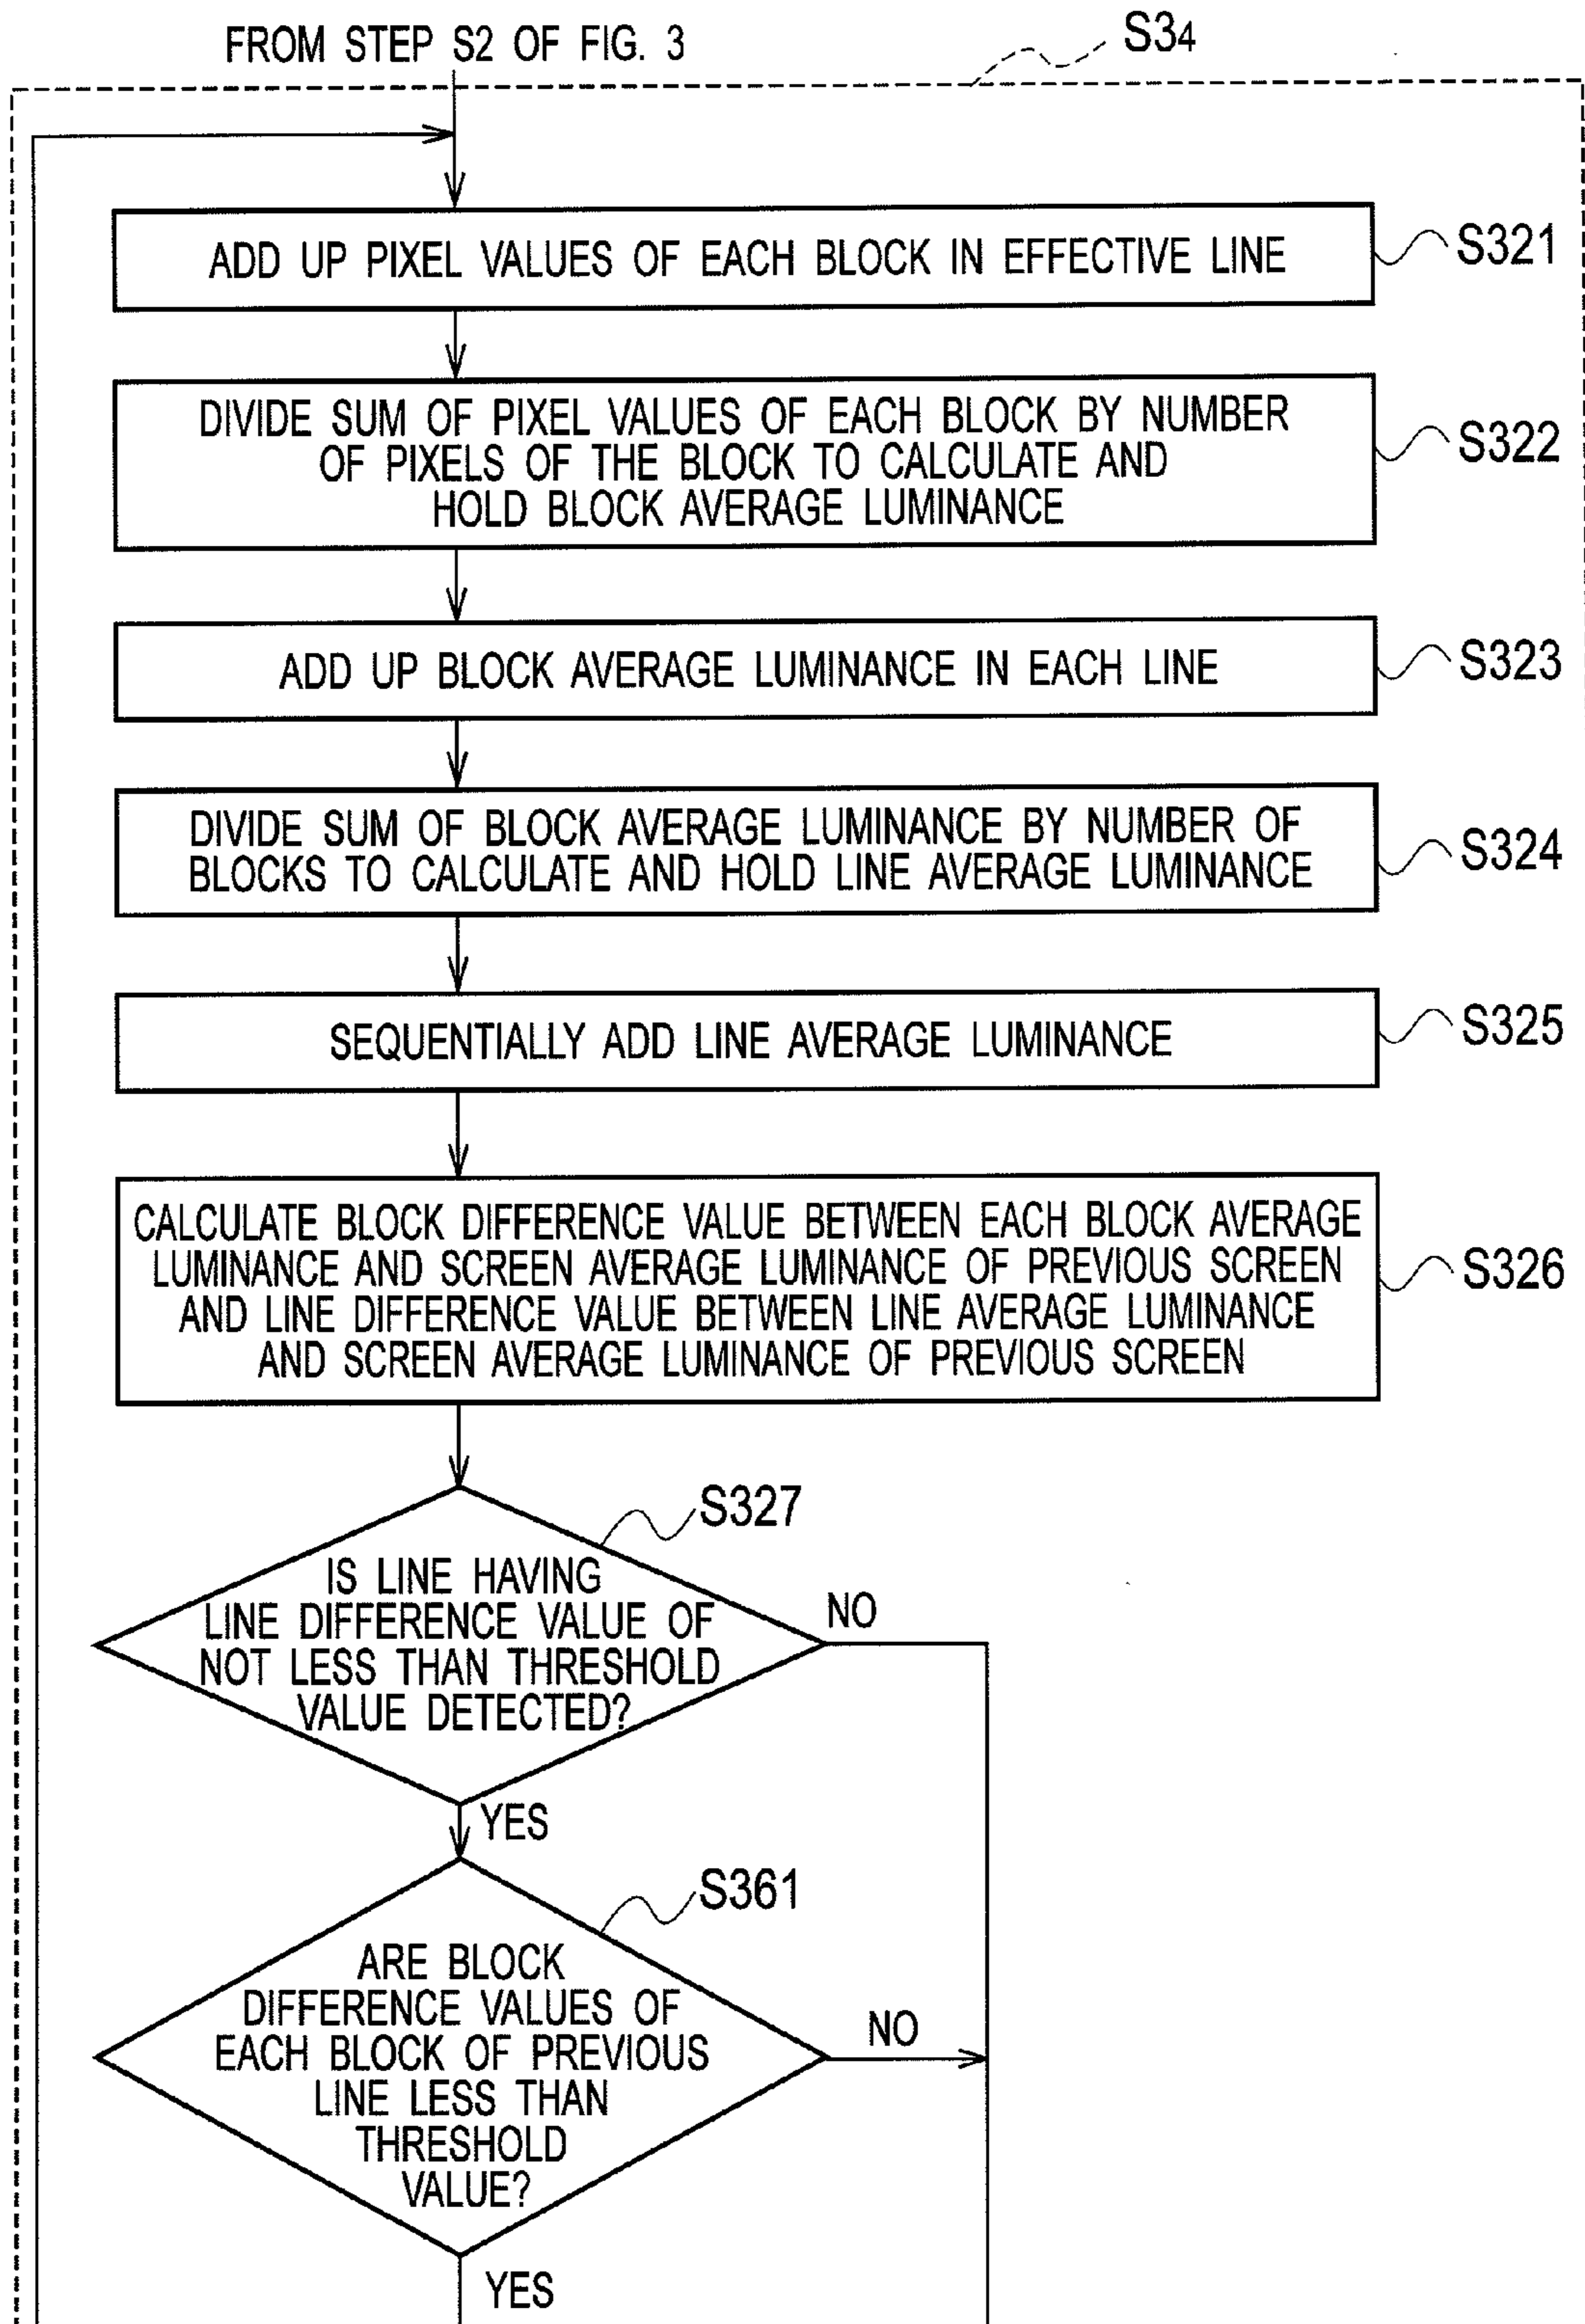 FROM STEP S2 OF FIG. 3
S34
ADD UP PIXEL VALUES OF EACH BLOCK IN EFFECTIVE LINE
S321
DIVIDE SUM OF PIXEL VALUES OF EACH BLOCK BY NUMBER
OF PIXELS OF THE BLOCK TO CALCULATE AND
HOLD BLOCK AVERAGE LUMINANCE
S322
ADD UP BLOCK AVERAGE LUMINANCE IN EACH LINE
S323
DIVIDE SUM OF BLOCK AVERAGE LUMINANCE BY NUMBER OF
BLOCKS TO CALCULATE AND HOLD LINE AVERAGE LUMINANCE
S324
SEQUENTIALLY ADD LINE AVERAGE LUMINANCE
S325
CALCULATE BLOCK DIFFERENCE VALUE BETWEEN EACH BLOCK AVERAGE
LUMINANCE AND SCREEN AVERAGE LUMINANCE OF PREVIOUS SCREEN
AND LINE DIFFERENCE VALUE BETWEEN LINE AVERAGE LUMINANCE
AND SCREEN AVERAGE LUMINANCE OF PREVIOUS SCREEN
S326
S327
IS LINE HAVING
LINE DIFFERENCE VALUE OF
NOT LESS THAN THRESHOLD
VALUE DETECTED?
NO
YES
S361
ARE BLOCK
DIFFERENCE VALUES OF
EACH BLOCK OF PREVIOUS
LINE LESS THAN
THRESHOLD
VALUE?
NO
YES